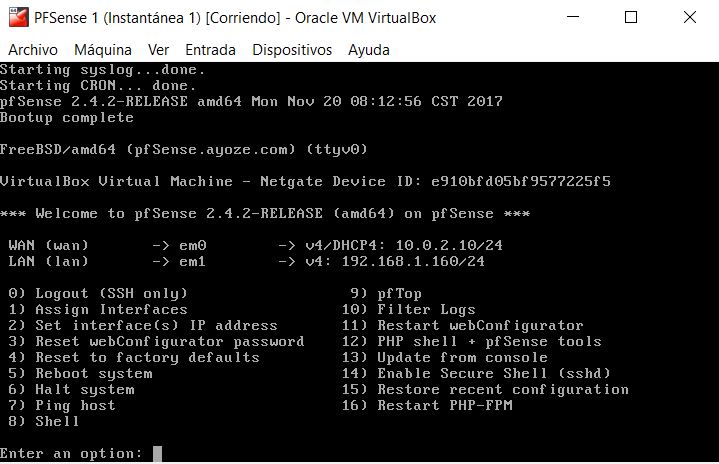 PFSense 1 (Instantánea 1) [Corriendo] - Oracle VM VirtualBox
Archivo Máquina Ver Entrada Dispositivos Ayuda
Starting syslog...done.
Starting CRON... done.
pfSense 2.4.2-RELEASE amd64 Mon Nov 20 08:12:56 CST 2017
Bootup complete
FreeBSD/amd64 (pfSense.ayoze.com) (ttyv0)
VirtualBox Virtual Machine - Netgate Device ID: e910bfd05bf9577225f5
*** Welcome to pfSense 2.4.2-RELEASE (amd64) on pfSense ***
WAN (wan) -> em0 -> v4/DHCP4: 10.0.2.10/24
LAN (lan) -> em1 -> v4: 192.168.1.160/24
0) Logout (SSH only) 9) pfTop
1) Assign Interfaces 10) Filter Logs
2) Set interface(s) IP address 11) Restart webConfigurator
3) Reset webConfigurator password 12) PHP shell + pfSense tools
4) Reset to factory defaults 13) Update from console
5) Reboot system 14) Enable Secure Shell (sshd)
6) Halt system 15) Restore recent configuration
7) Ping host 16) Restart PHP-FPM
8) Shell
Enter an option: